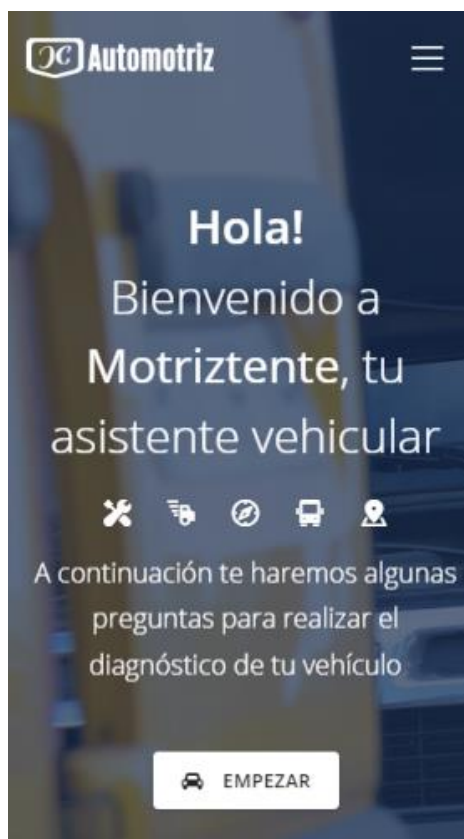 JC Automotriz
Hola!
Bienvenido a
Motriztente, tu
asistente vehicular
A continuación te haremos algunas
preguntas para realizar el
diagnóstico de tu vehículo
EMPEZAR